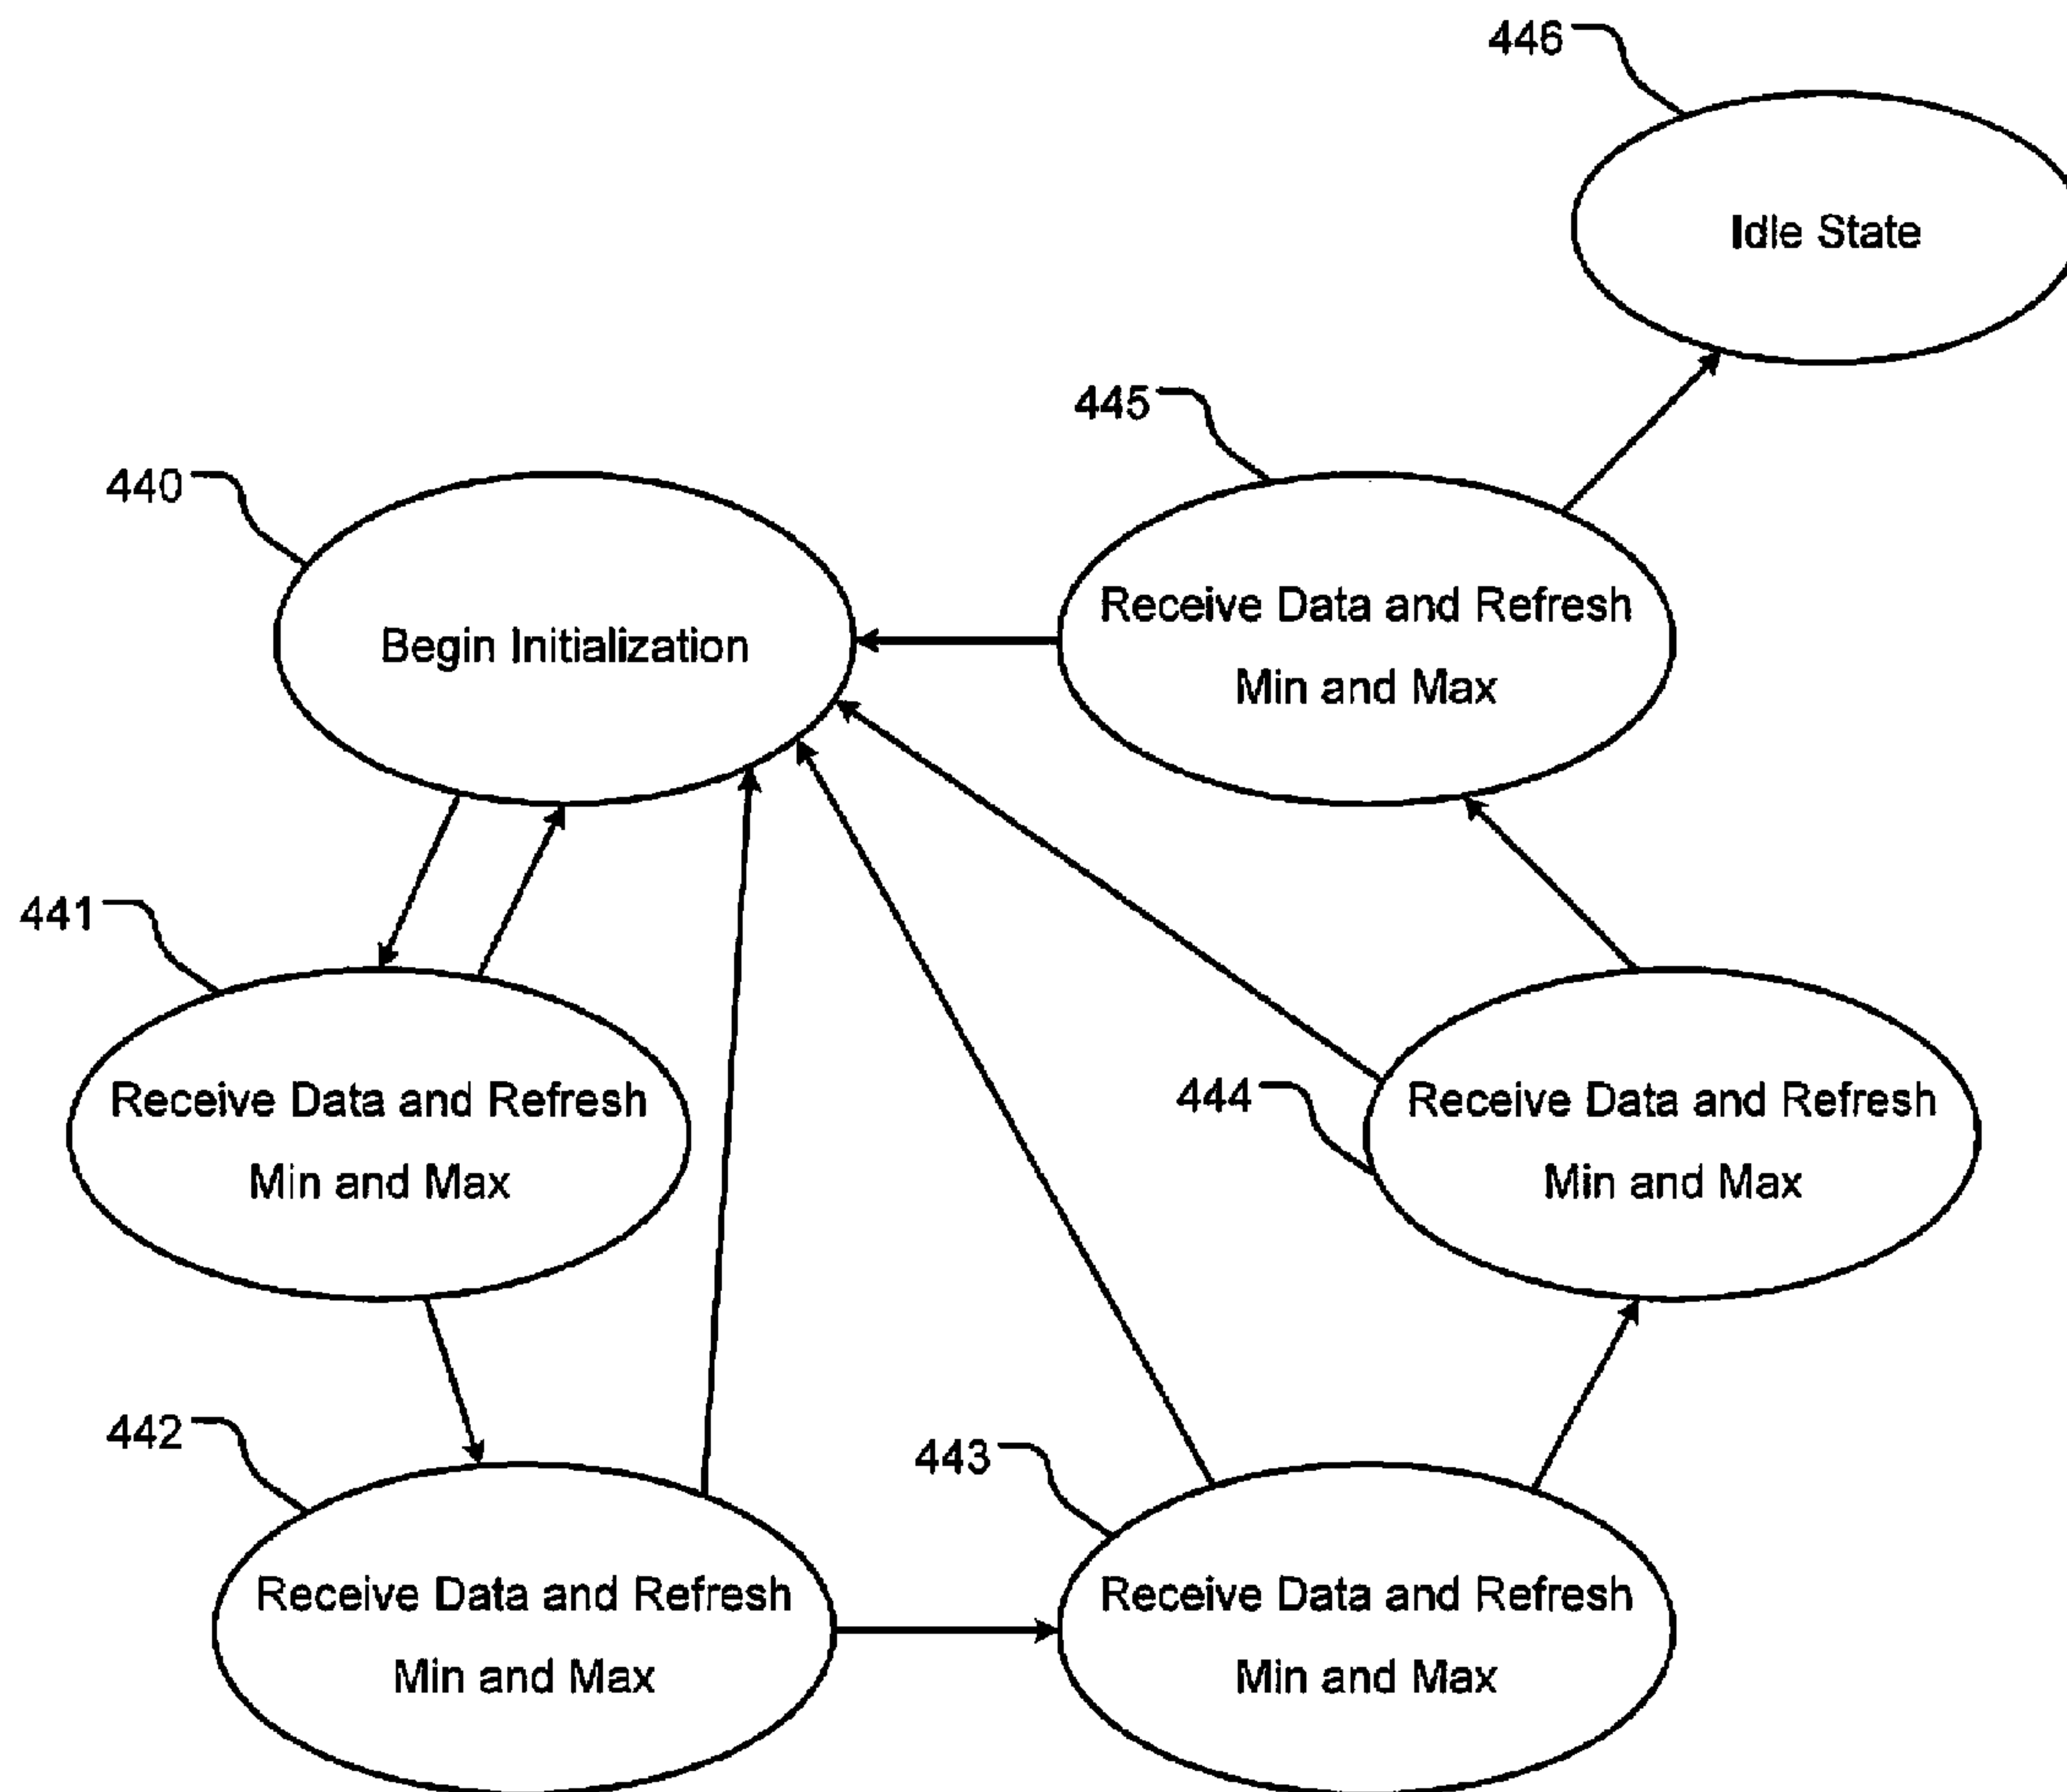 446
Idle State
445
440
Receive Data and Refresh
Min and Max
Begin Initialization
441
Receive Data and Refresh
Min and Max
444
Receive Data and Refresh
Min and Max
442
443
Receive Data and Refresh
Min and Max
Receive Data and Refresh
Min and Max